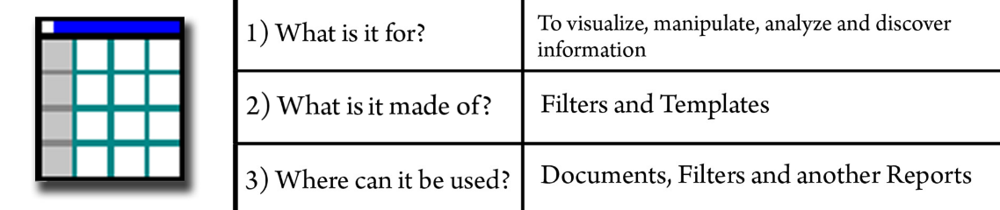 1) What is it for?
To visualize, manipulate, analyze and discover
information
2) What is it made of?
Filters and Templates
3) Where can it be used?
Documents, Filters and another Reports